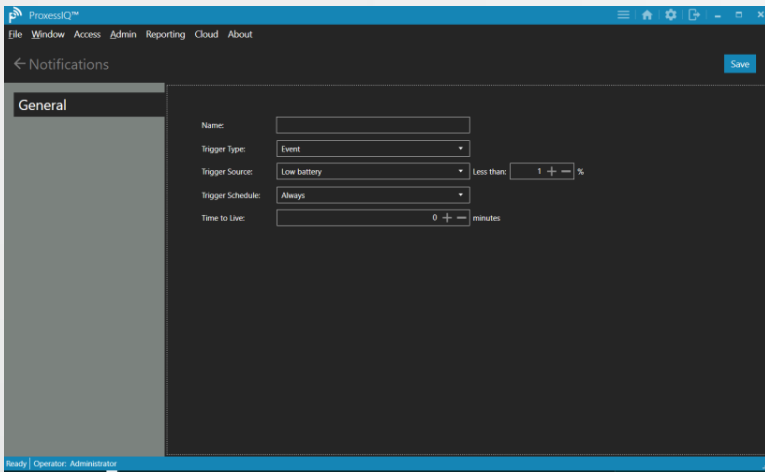 ProxessIQ™
File Window Access Admin Reporting Cloud About
Notifications
Save
General
Name:
Trigger Type: Event
Trigger Source: Low battery Less than: 1 %
Trigger Schedule: Always
Time to Live: 0 minutes
Ready Operator: Administrator